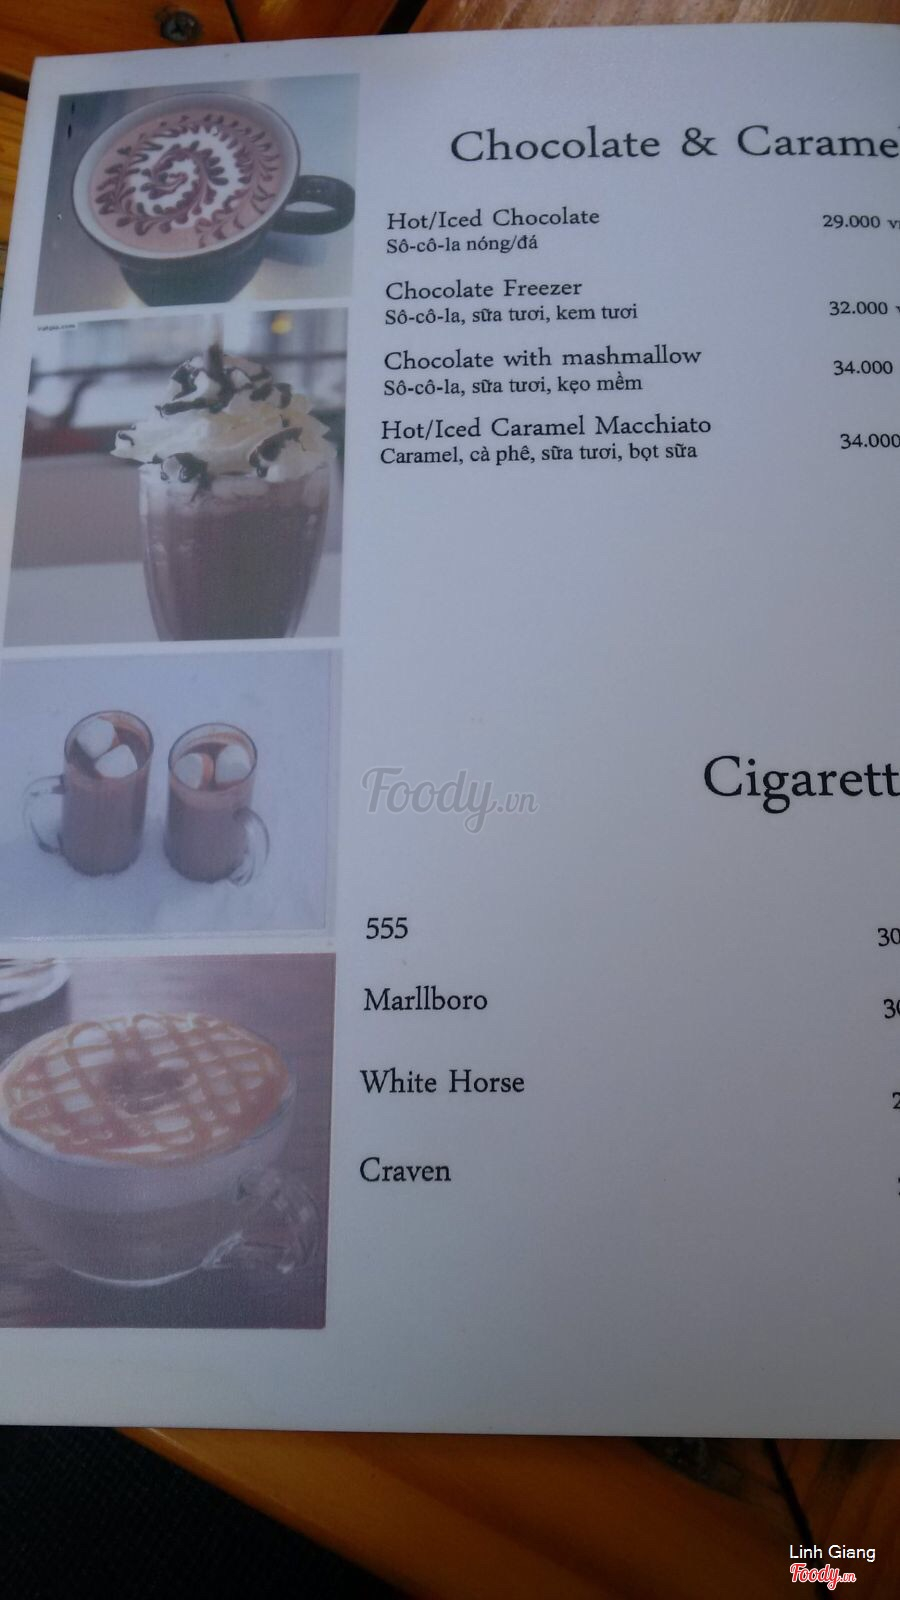 Chocolate & Caramel
Hot/Iced Chocolate 29.000
Sô-cô-la nóng/đá
Chocolate Freezer
Sô-cô-la, sữa tươi, kem tươi 32.000
Chocolate with mashmallow 34.000
Sô-cô-la, sữa tươi, kẹo mềm
Hot/Iced Caramel Macchiato 34.000
Caramel, cà phê, sữa tươi, bọt sữa
Foody.vn
Cigarett
555 30
Marllboro
White Horse
Craven
Linh Giang
Foody.vn